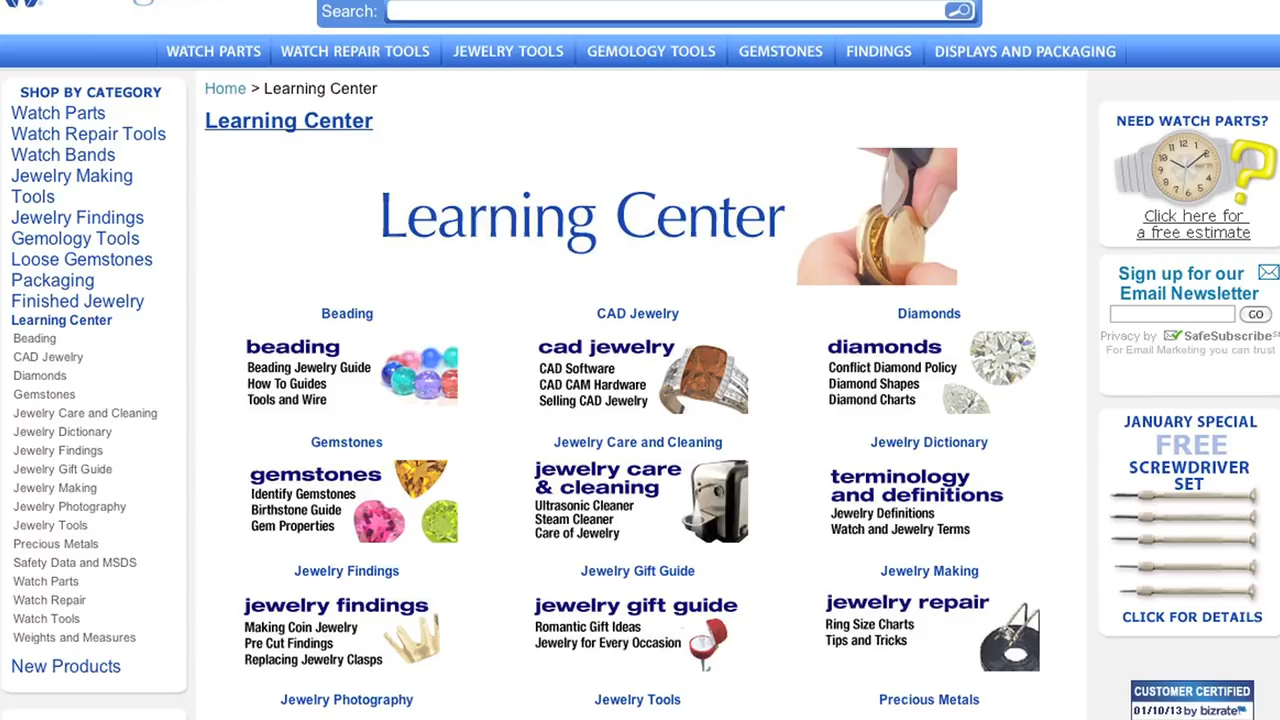 Search:
WATCH PARTS WATCH REPAIR TOOLS JEWELRY TOOLS GEMOLOGY TOOLS GEMSTONES FINDINGS DISPLAYS AND PACKAGING
SHOP BY CATEGORY
Watch Parts
Watch Repair Tools
Watch Bands
Jewelry Making
Tools
Jewelry Findings
Gemology Tools
Loose Gemstones
Packaging
Finished Jewelry
Learning Center
Beading
CAD Jewelry
Diamonds
Gemstones
Jewelry Care and Cleaning
Jewelry Dictionary
Jewelry Findings
Jewelry Gift Guide
Jewelry Making
Jewelry Photography
Jewelry Tools
Precious Metals
Safety Data and MSDS
Watch Parts
Watch Repair
Watch Tools
Weights and Measures
New Products
Home > Learning Center
Learning Center
Learning Center
Beading
beading
Beading Jewelry Guide
How To Guides
Tools and Wire
CAD Jewelry
cad jewelry
CAD Software
CAD CAM Hardware
Selling CAD Jewelry
Diamonds
diamonds
Conflict Diamond Policy
Diamond Shapes
Diamond Charts
Gemstones
gemstones
Identify Gemstones
Birthstone Guide
Gem Properties
Jewelry Care and Cleaning
jewelry care
& cleaning
Ultrasonic Cleaner
Steam Cleaner
Care of Jewelry
Jewelry Dictionary
terminology
and definitions
Jewelry Definitions
Watch and Jewelry Terms
Jewelry Findings
jewelry findings
Making Coin Jewelry
Pre Cut Findings
Replacing Jewelry Clasps
Jewelry Gift Guide
jewelry gift guide
Romantic Gift Ideas
Jewelry for Every Occasion
Jewelry Making
jewelry repair
Ring Size Charts
Tips and Tricks
Jewelry Photography
Jewelry Tools
Precious Metals
NEED WATCH PARTS?
Click here for
a free estimate
Sign up for our
Email Newsletter
GO
Privacy by SafeSubscribe
For Email Marketing you can trust
JANUARY SPECIAL
FREE
SCREWDRIVER
SET
CLICK FOR DETAILS
CUSTOMER CERTIFIED
01/10/13 by bizrate